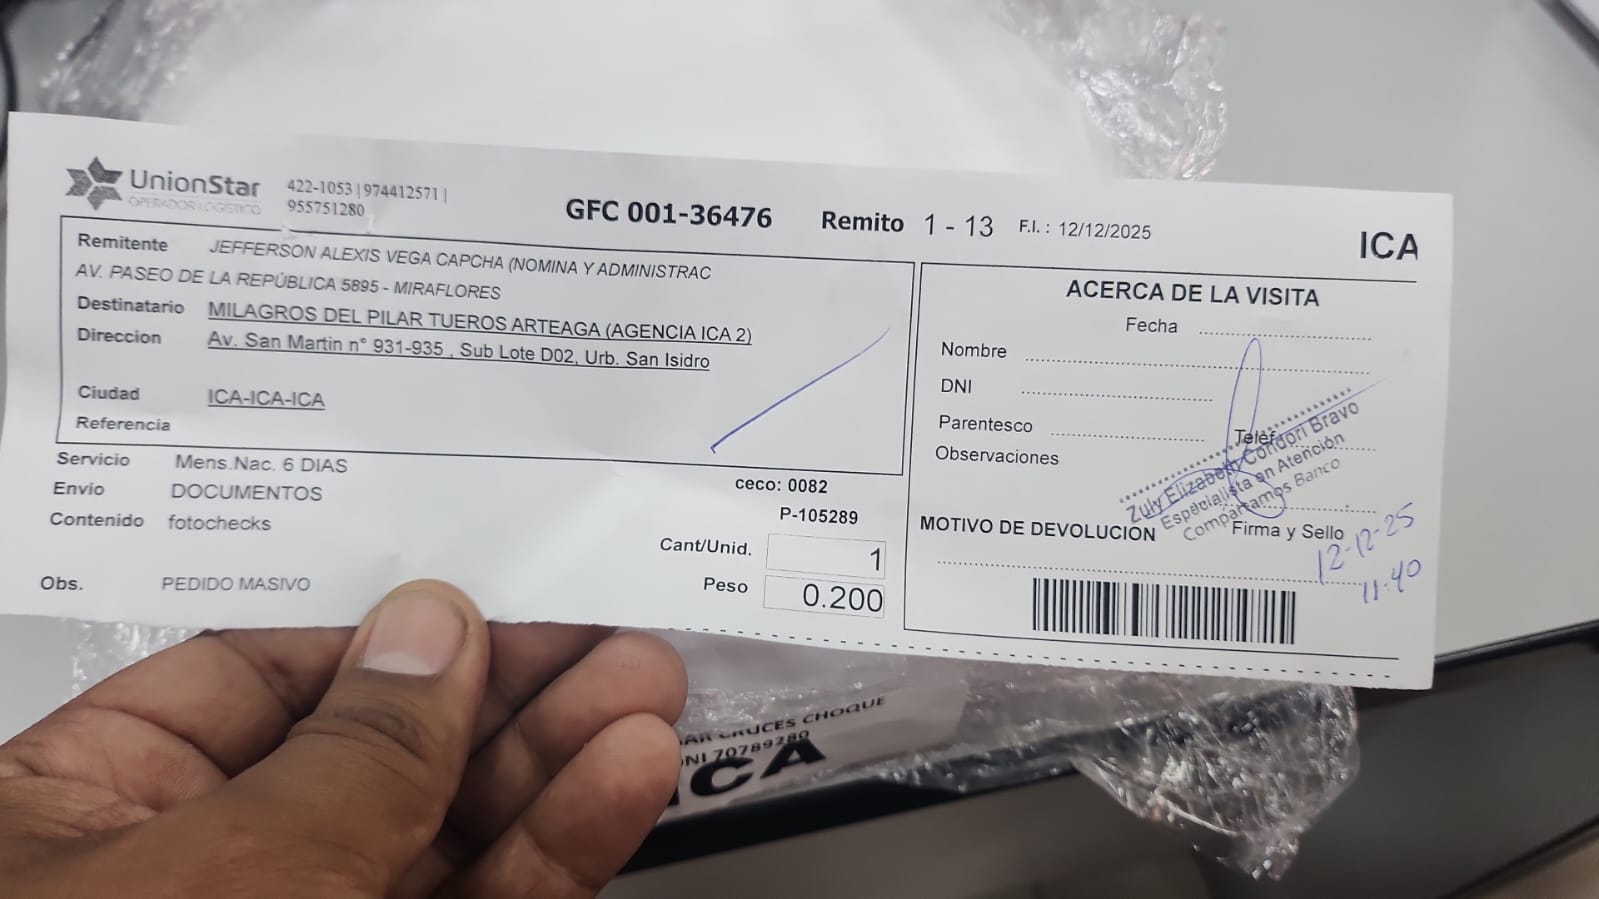 UnionStar
OPERADOR LOGÍSTICO
422-1053 | 974412571 |
955751280
GFC 001-36476
Remito 1 - 13
F.I. : 12/12/2025
ICA
Remitente JEFFERSON ALEXIS VEGA CAPCHA (NOMINA Y ADMINISTRAC
AV. PASEO DE LA REPÚBLICA 5895 - MIRAFLORES
Destinatario MILAGROS DEL PILAR TUEROS ARTEAGA (AGENCIA ICA 2)
Direccion Av. San Martin n° 931-935 , Sub Lote D02, Urb. San Isidro
Ciudad ICA-ICA-ICA
Referencia
Servicio Mens.Nac. 6 DIAS
Envío DOCUMENTOS
Contenido fotochecks
Obs. PEDIDO MASIVO
ceco: 0082
P-105289
Cant/Unid. 1
Peso 0.200
ACERCA DE LA VISITA
Fecha
Nombre
DNI
Parentesco
Teléf
Observaciones
Zuly Elizabeth Condori Bravo
Especialista en Atención
Compartamos Banco
Firma y Sello
MOTIVO DE DEVOLUCION
12-12-25
11:40
CRUCES CHOQUE
DNI 70789280
ICA